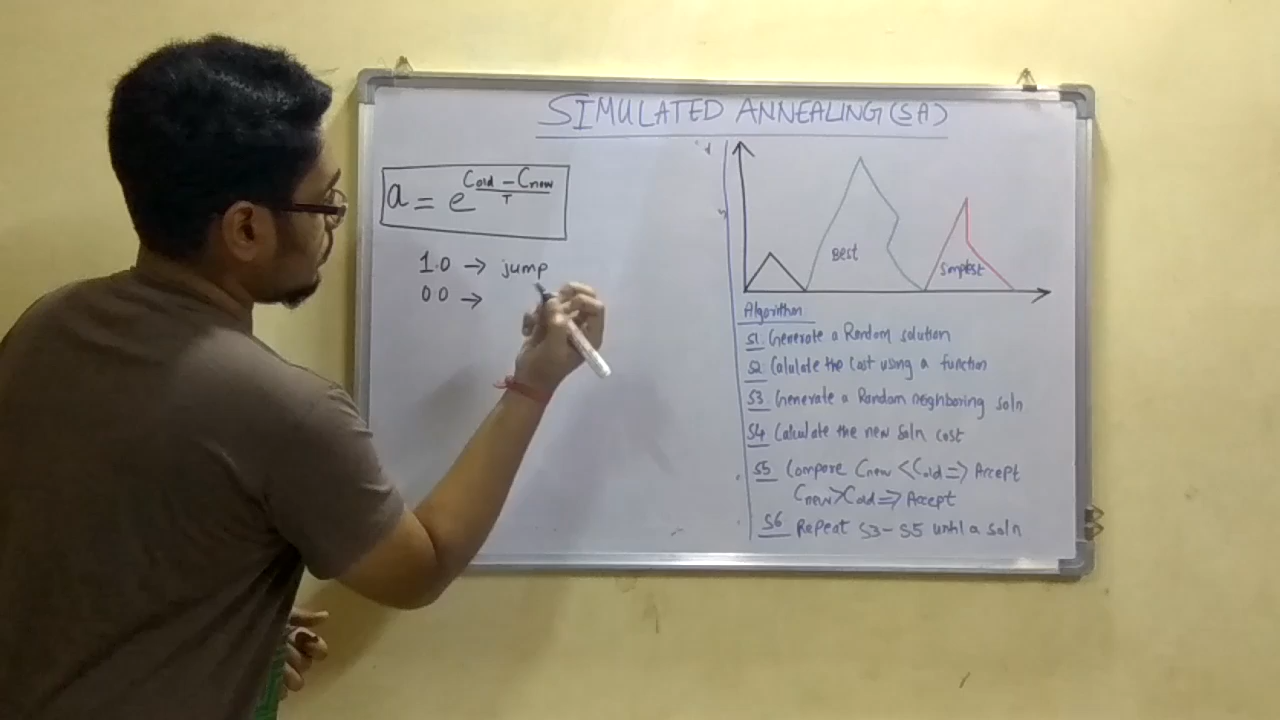 SIMULATED ANNEALING (SA)
a = e
Cold - Cnew
T
1.0 → jump
0.0 →
Best
Simplest
Algorithm
S1. Generate a Random solution
S2 Calulate the Cost using a function
S3 Generate a Random neighboring soln
S4 Calculate the new soln cost
S5 Compare Cnew < Cold => Accept
Cnew > Cold => Accept
S6 Repeat S3 - S5 until a soln